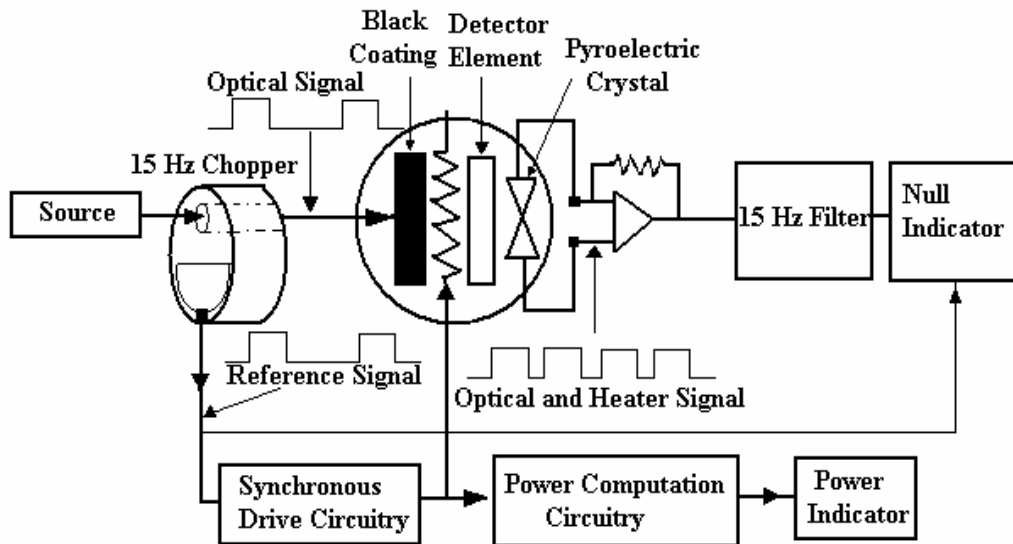 Black
Coating
Detector
Element
Pyroelectric
Crystal
Optical Signal
15 Hz Chopper
Source
15 Hz Filter
Null
Indicator
Reference Signal
Optical and Heater Signal
Synchronous
Drive Circuitry
Power Computation
Circuitry
Power
Indicator